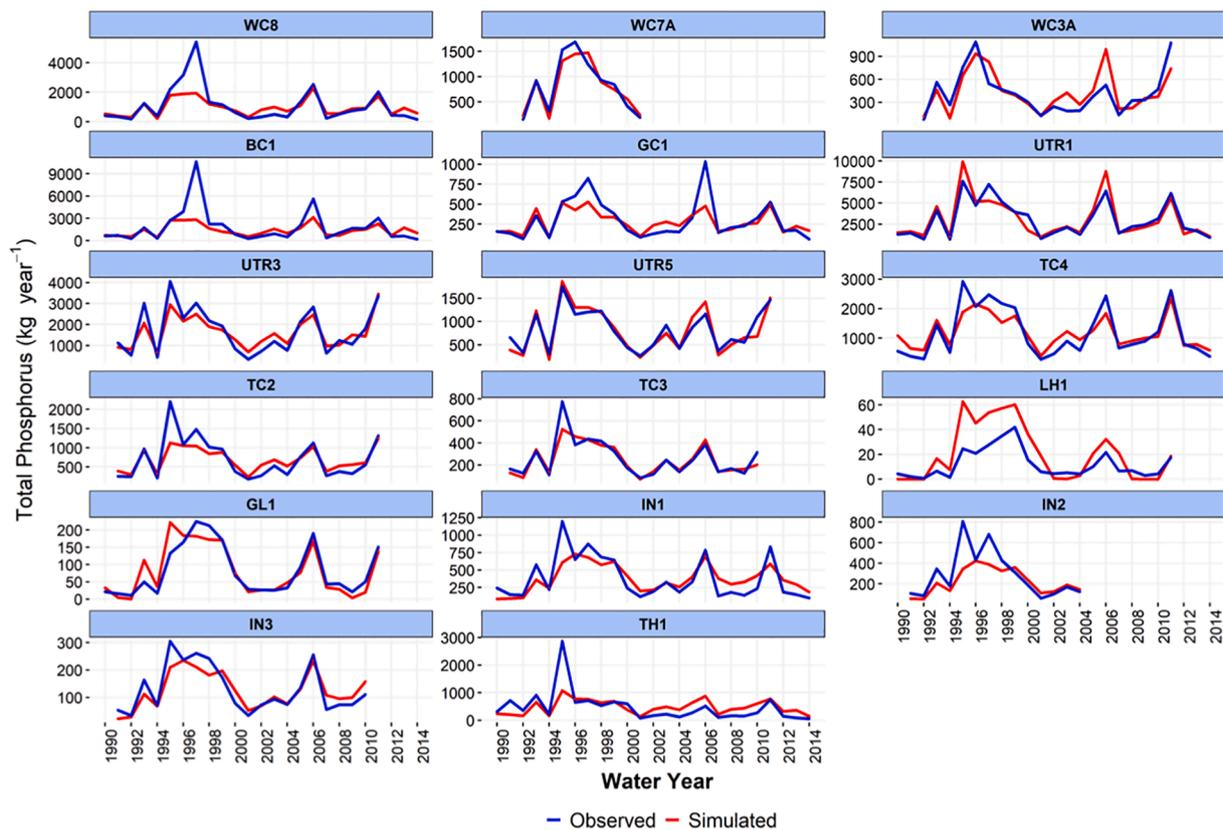 WC8 WC7A WC3A
4000 1500 900
2000 1000 600
0 500 300
BC1 GC1 UTR1
9000 1000 10000
6000 750 7500
3000 500 5000
0 250 2500
UTR3 UTR5 TC4
4000 1500 3000
3000 1000 2000
2000 500 1000
1000
TC2 TC3 LH1
2000 800 60
1500 600 40
1000 400 20
500 200 0
GL1 IN1 IN2
200 1250 800
150 1000 600
100 750 400
50 500 200
0 250
1990 1992 1994 1996 1998 2000 2002 2004 2006 2008 2010 2012 2014
IN3 TH1
300 3000
200 2000
100 1000
0
1990 1992 1994 1996 1998 2000 2002 2004 2006 2008 2010 2012 2014 1990 1992 1994 1996 1998 2000 2002 2004 2006 2008 2010 2012 2014
Total Phosphorus (kg year⁻¹)
Water Year
Observed Simulated